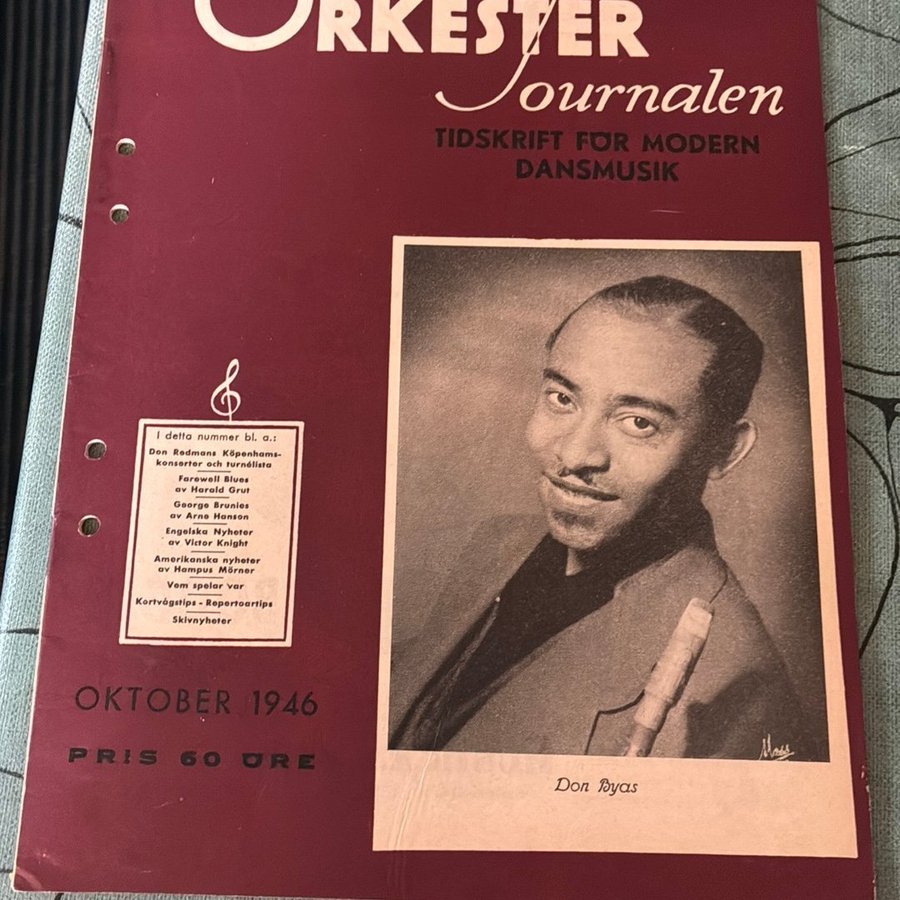 ORKESTER
Journalen
TIDSKRIFT FÖR MODERN
DANSMUSIK
I detta nummer bl. a.:
Don Redmans Köpenhams-
konserter och turnélista
Farewell Blues
av Harald Grut
George Brunies
av Arne Hanson
Engelska Nyheter
av Victor Knight
Amerikanska nyheter
av Hampus Mörner
Vem spelar var
Kortvågstips - Repertoartips
Skivnyheter
OKTOBER 1946
PRIS 60 ÖRE
Don Byas